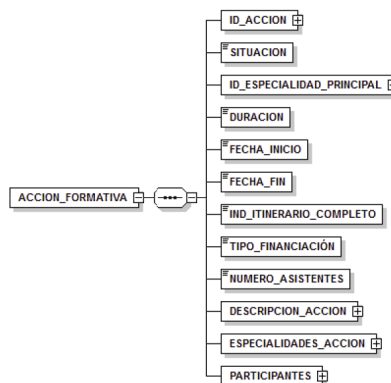 ID_ACCION
SITUACION
ID_ESPECIALIDAD_PRINCIPAL
DURACION
FECHA_INICIO
FECHA_FIN
ACCION_FORMATIVA
IND_ITINERARIO_COMPLETO
TIPO_FINANCIACIÓN
NUMERO_ASISTENTES
DESCRIPCION_ACCION
ESPECIALIDADES_ACCION
PARTICIPANTES